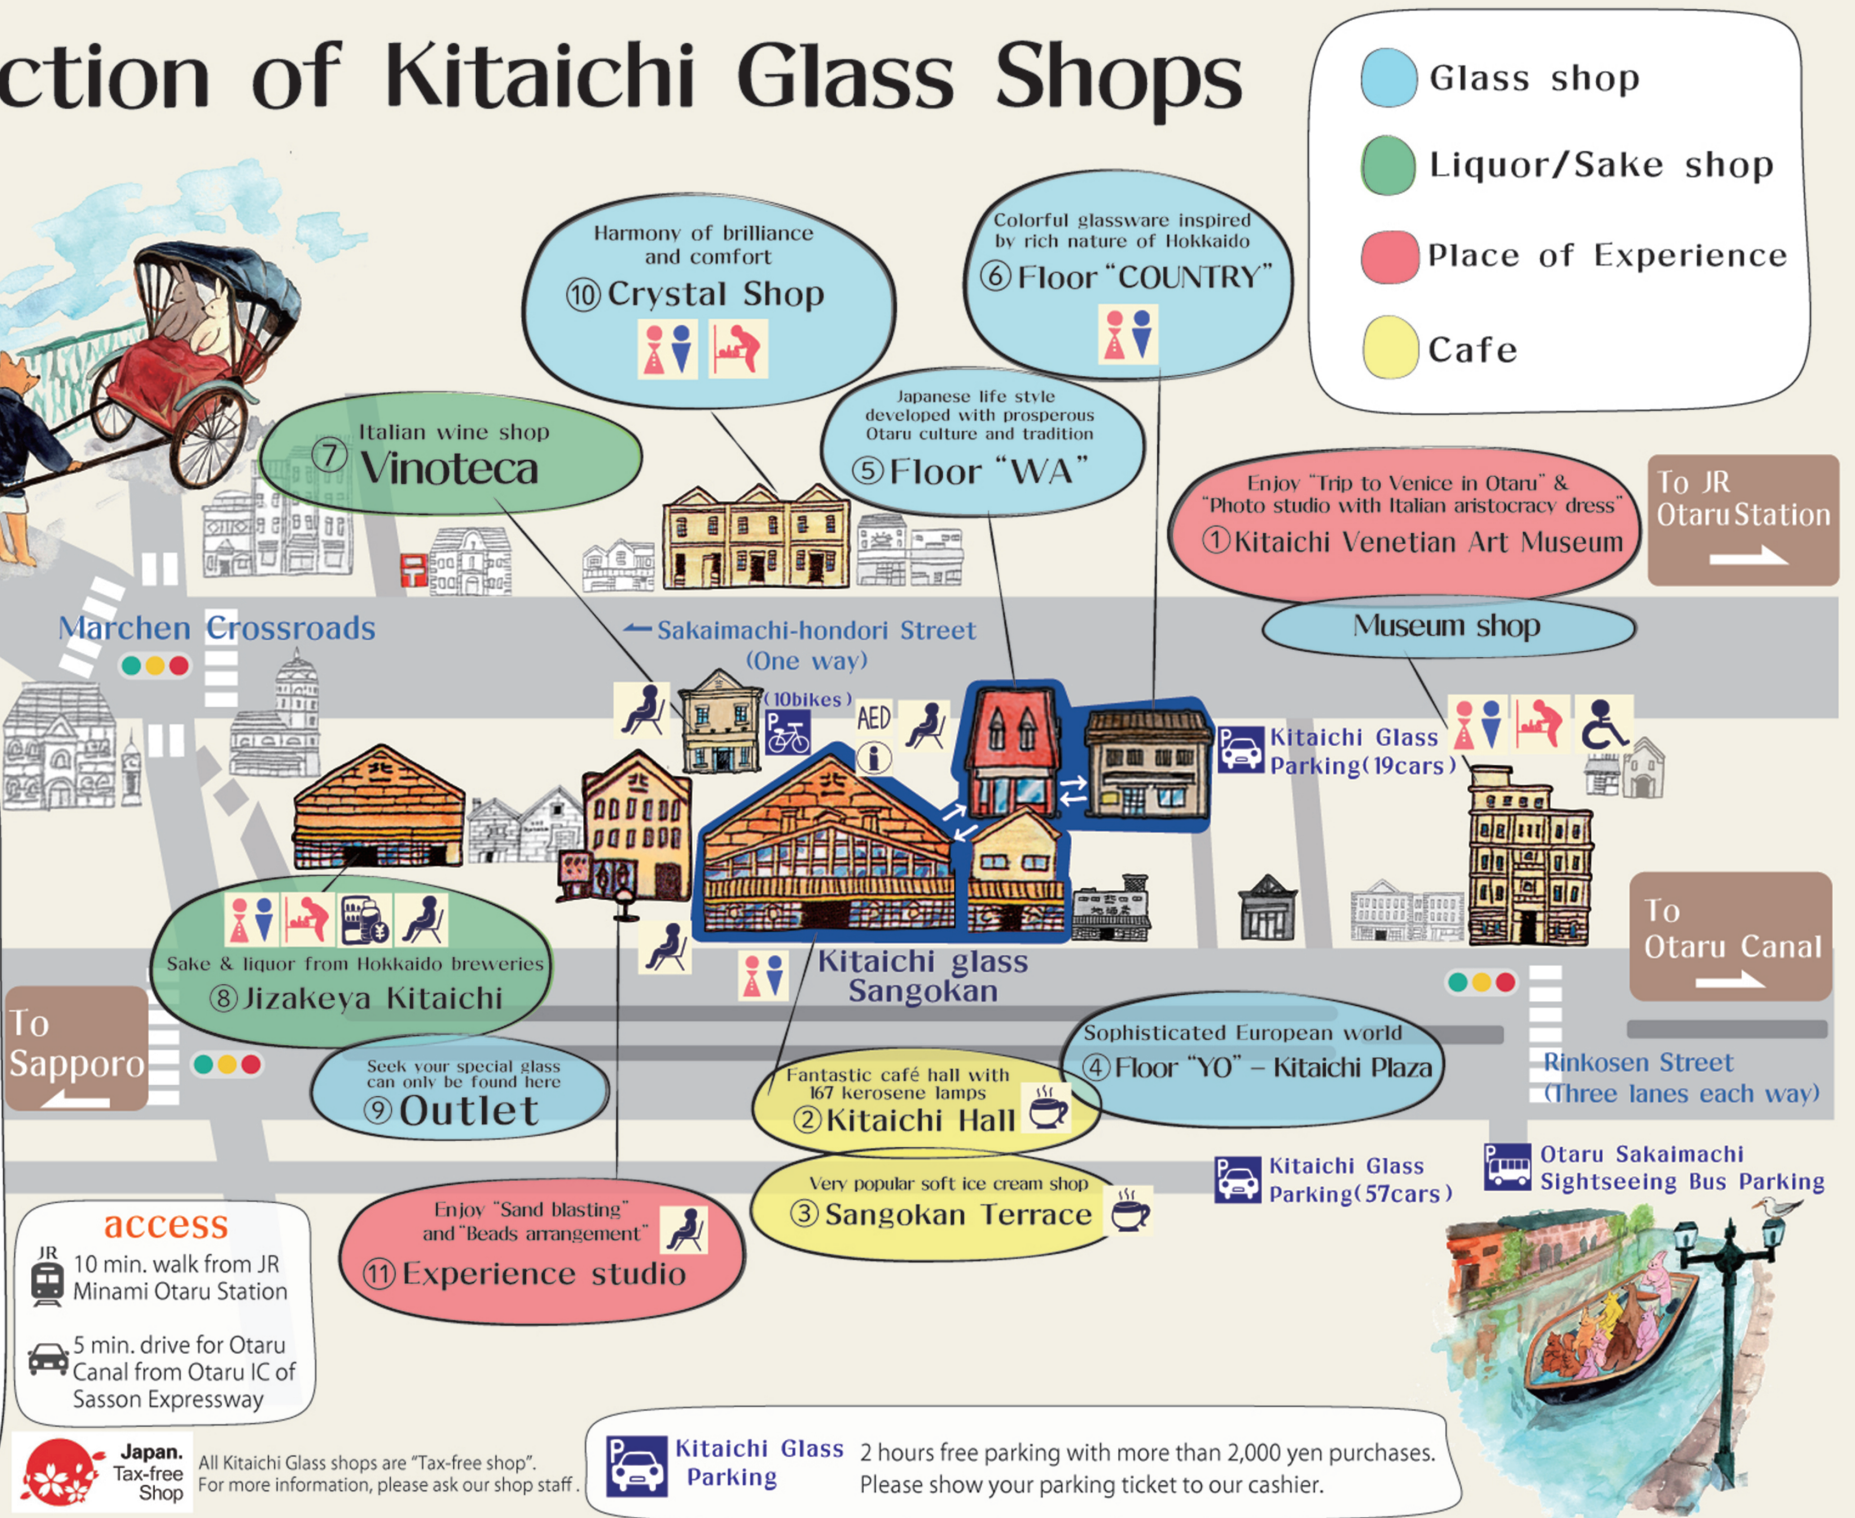 ction of Kitaichi Glass Shops
Glass shop
Liquor/Sake shop
Place of Experience
Cafe
Harmony of brilliance
and comfort
⑩Crystal Shop
Colorful glassware inspired
by rich nature of Hokkaido
⑥Floor “COUNTRY”
Italian wine shop
⑦Vinoteca
Japanese life style
developed with prosperous
Otaru culture and tradition
⑤Floor “WA”
Enjoy “Trip to Venice in Otaru” &
“Photo studio with Italian aristocracy dress”
①Kitaichi Venetian Art Museum
Museum shop
To JR
Otaru Station
Marchen Crossroads
Sakaimachi-hondori Street
(One way)
(10bikes)
P
AED
i
P
Kitaichi Glass
Parking(19cars)
北
北
北
地酒
Sake & liquor from Hokkaido breweries
⑧Jizakeya Kitaichi
Kitaichi glass
Sangokan
To
Otaru Canal
To
Sapporo
Seek your special glass
can only be found here
⑨Outlet
Fantastic café hall with
167 kerosene lamps
②Kitaichi Hall
Sophisticated European world
④Floor “YO” – Kitaichi Plaza
Rinkosen Street
(Three lanes each way)
Very popular soft ice cream shop
③Sangokan Terrace
P
Kitaichi Glass
Parking(57cars)
P
Otaru Sakaimachi
Sightseeing Bus Parking
Enjoy “Sand blasting”
and “Beads arrangement”
⑪Experience studio
access
JR
10 min. walk from JR
Minami Otaru Station
5 min. drive for Otaru
Canal from Otaru IC of
Sasson Expressway
Japan.
Tax-free
Shop
All Kitaichi Glass shops are “Tax-free shop”.
For more information, please ask our shop staff.
P
Kitaichi Glass
Parking
2 hours free parking with more than 2,000 yen purchases.
Please show your parking ticket to our cashier.